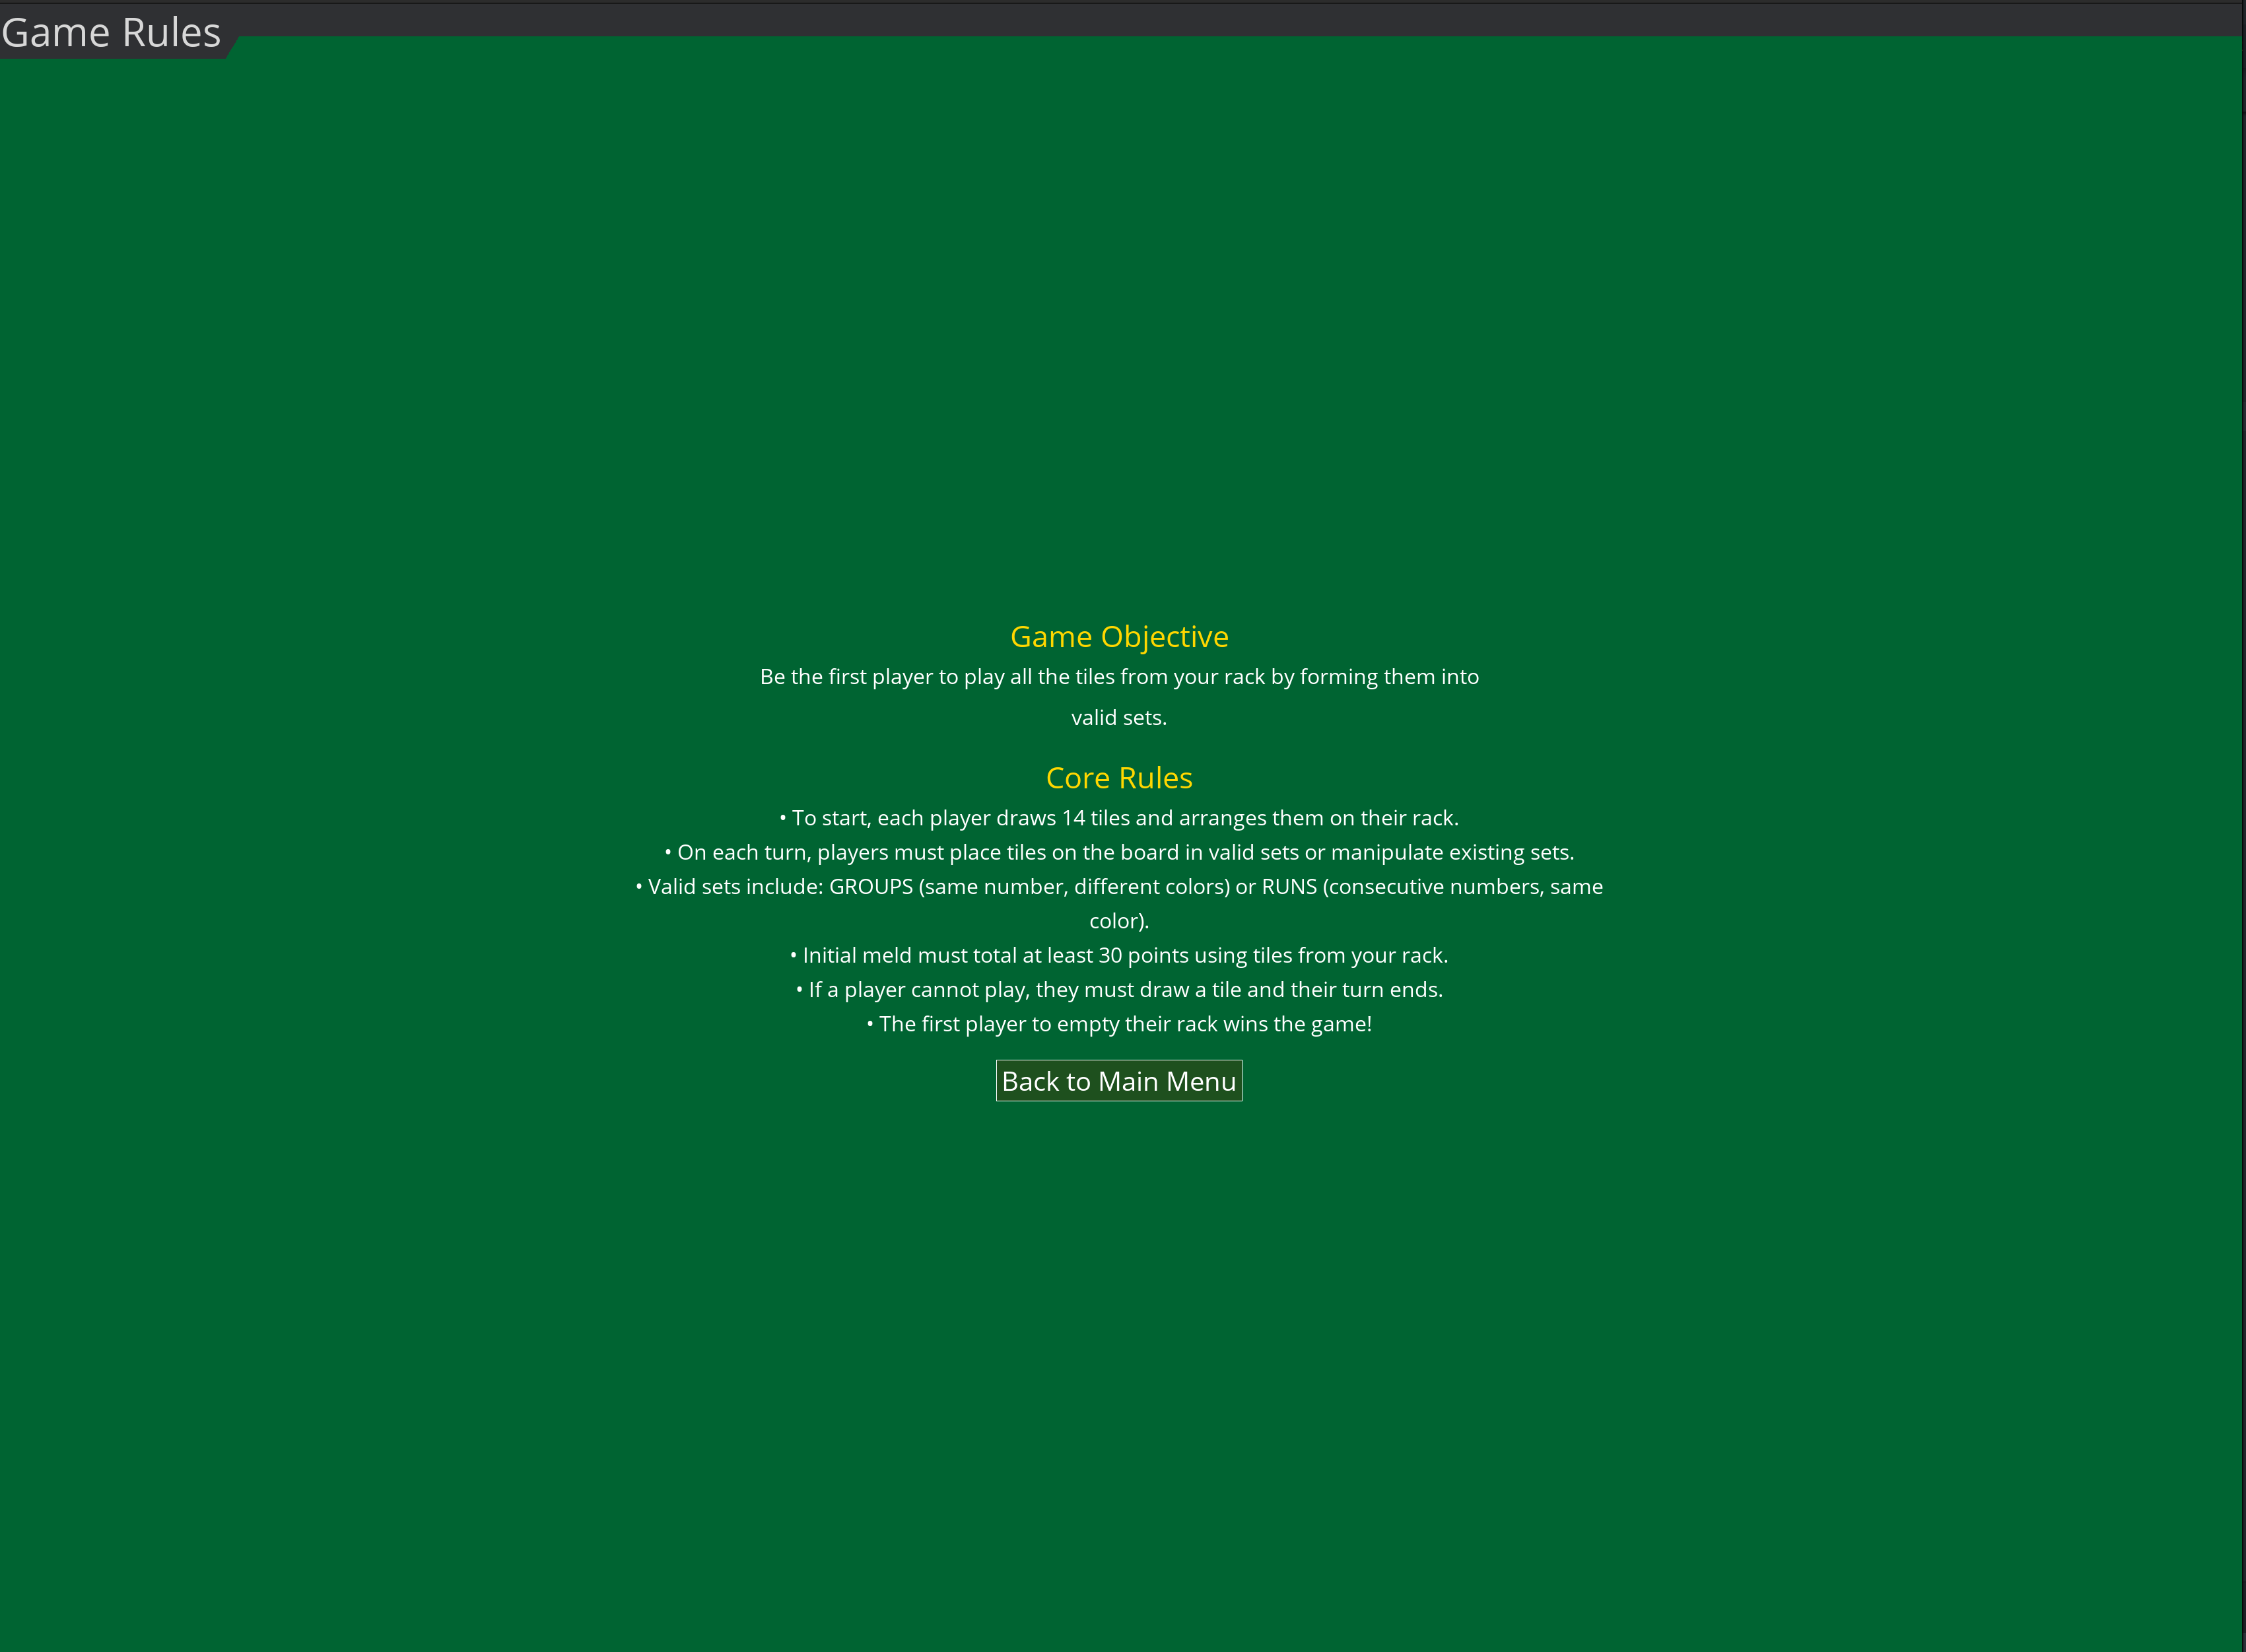 Game Rules
Game Objective
Be the first player to play all the tiles from your rack by forming them into
valid sets.
Core Rules
• To start, each player draws 14 tiles and arranges them on their rack.
• On each turn, players must place tiles on the board in valid sets or manipulate existing sets.
• Valid sets include: GROUPS (same number, different colors) or RUNS (consecutive numbers, same
color).
• Initial meld must total at least 30 points using tiles from your rack.
• If a player cannot play, they must draw a tile and their turn ends.
• The first player to empty their rack wins the game!
Back to Main Menu